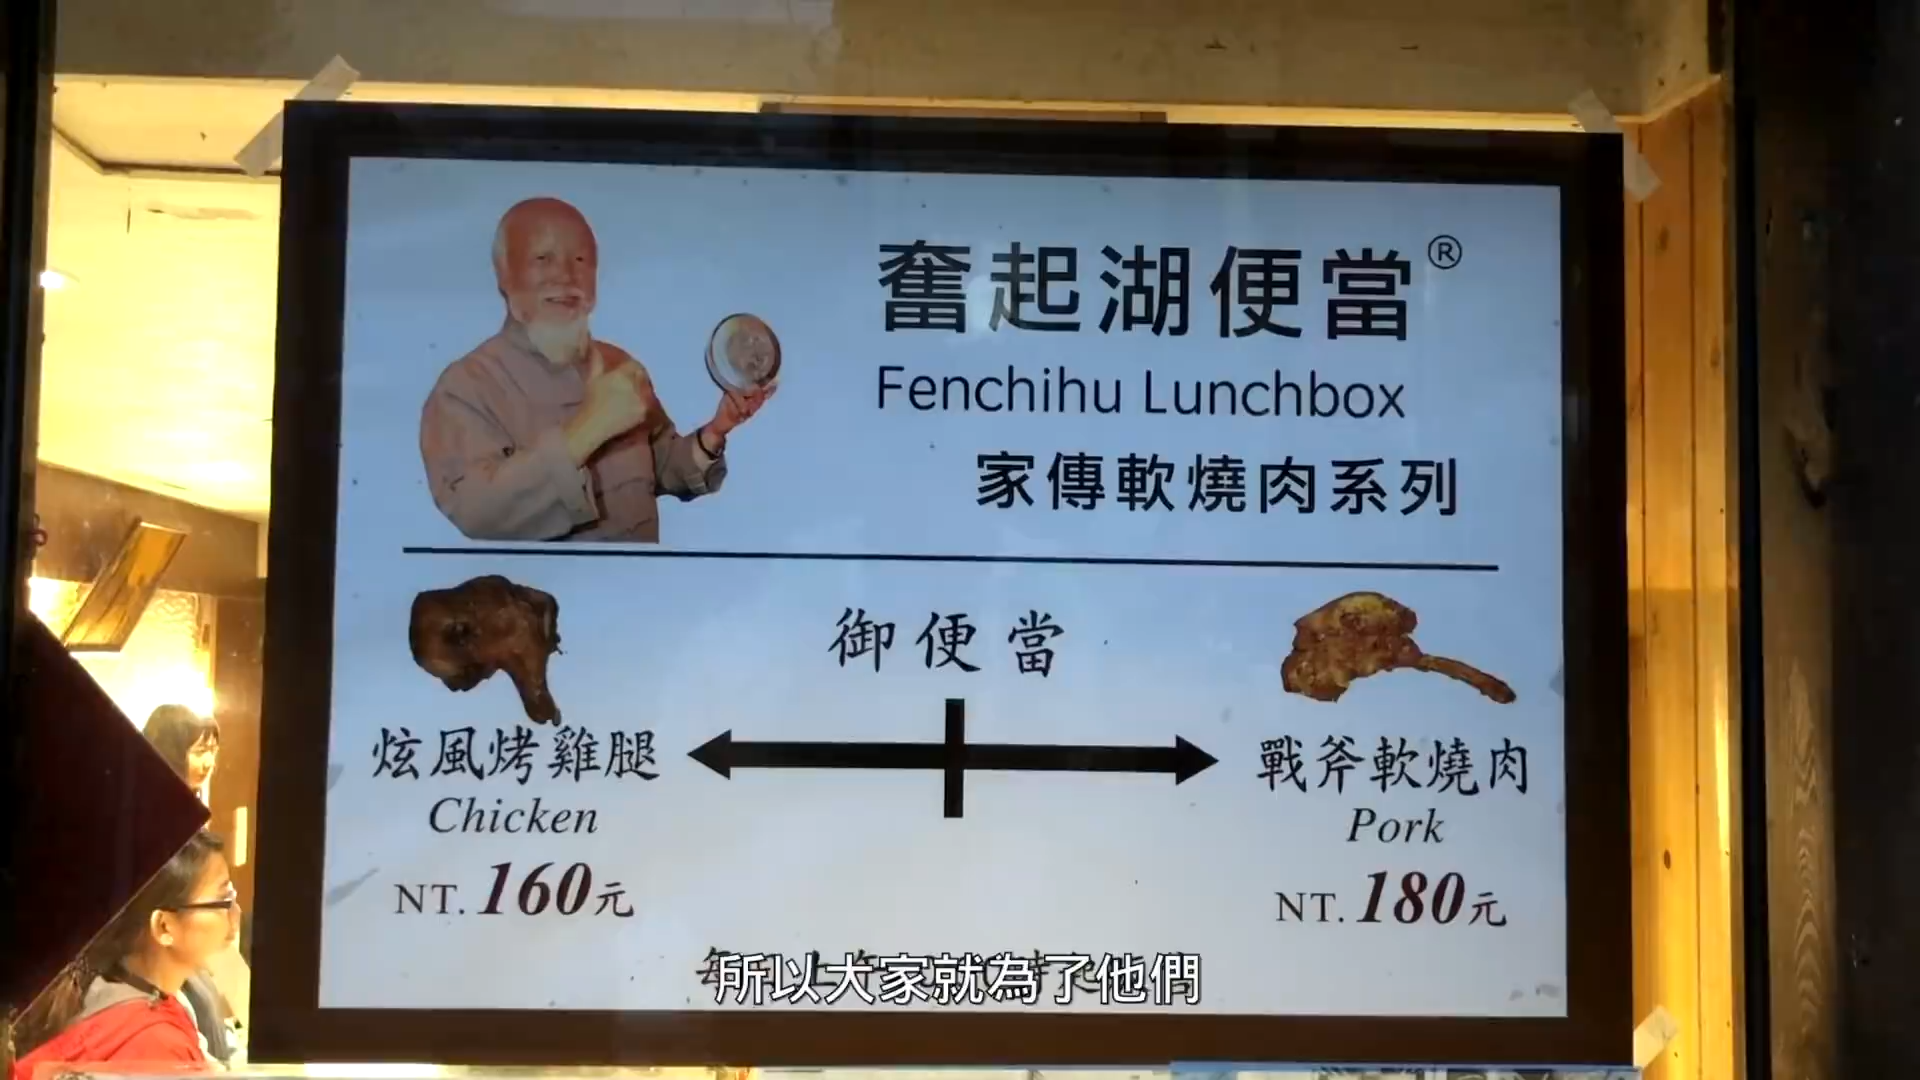 奮起湖便當®
Fenchihu Lunchbox
家傳軟燒肉系列
御便當
炫風烤雞腿
Chicken
NT. 160元
戰斧軟燒肉
Pork
NT. 180元
所以大家就為了他們